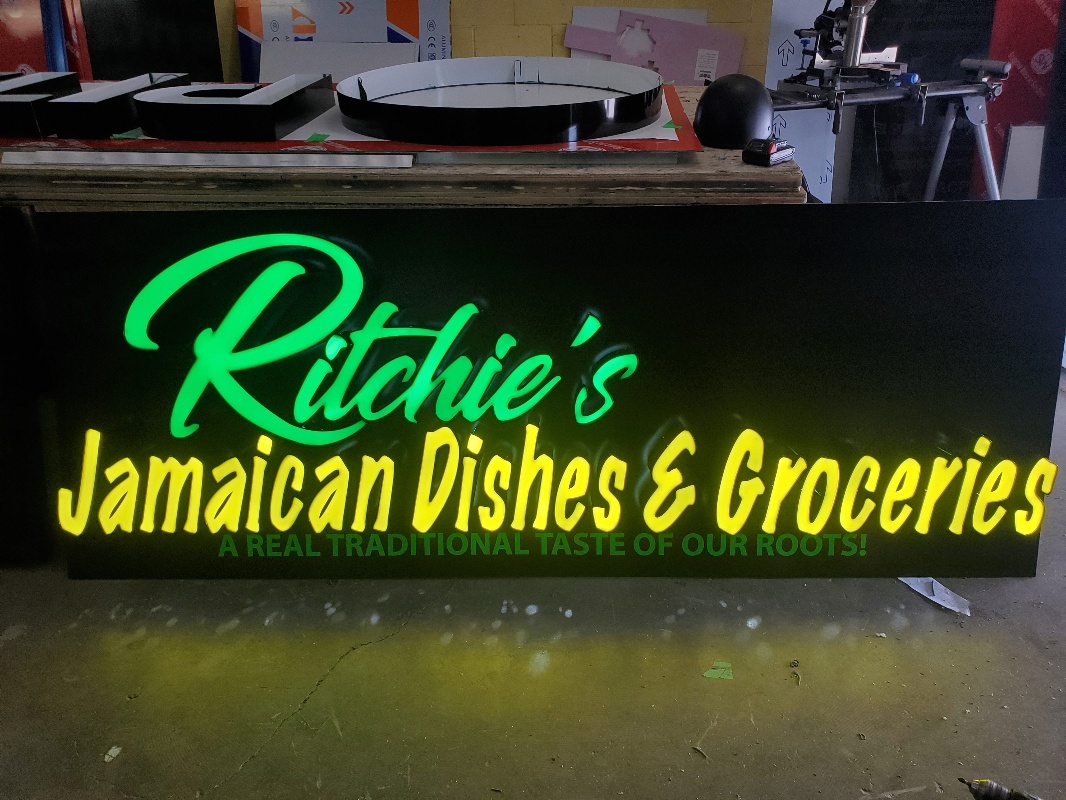 Ritchie's
Jamaican Dishes & Groceries
A REAL TRADITIONAL TASTE OF OUR ROOTS!